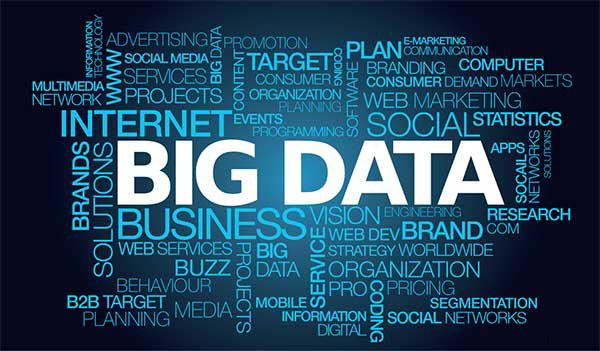 INFORMATION
TECHNOLOGY
WWW
ADVERTISING
SOCIAL MEDIA
SERVICES
PROJECTS
BIG DATA
MULTIMEDIA
NETWORK
PROMOTION
CONTENT
TARGET
CONSUMER
ORGANIZATION
PLANNING
CODING
SOFTWARE
PLAN
E-MARKETING
COMMUNICATION
BRANDING
COMPUTER
CONSUMER DEMAND MARKETS
WEB MARKETING
INTERNET
EVENTS
PROGRAMMING
SOCIAL
STATISTICS
BRANDS
SOLUTIONS
BIG DATA
APPS
SOCAIL
NETWORKS
SOLUTIONS
BUSINESS
VISION
ENGINEERING
RESEARCH
WEB SERVICES
BIG
DATA
SERVICE
WEB DEV
BRAND
COM
STRATEGY
WORLDWIDE
BUZZ
PROJECTS
ORGANIZATION
BEHAVIOUR
PRO
CODING
PRICING
B2B TARGET
PLANNING
MEDIA
MOBILE
INFORMATION
DIGITAL
SEGMENTATION
SOCIAL NETWORKS